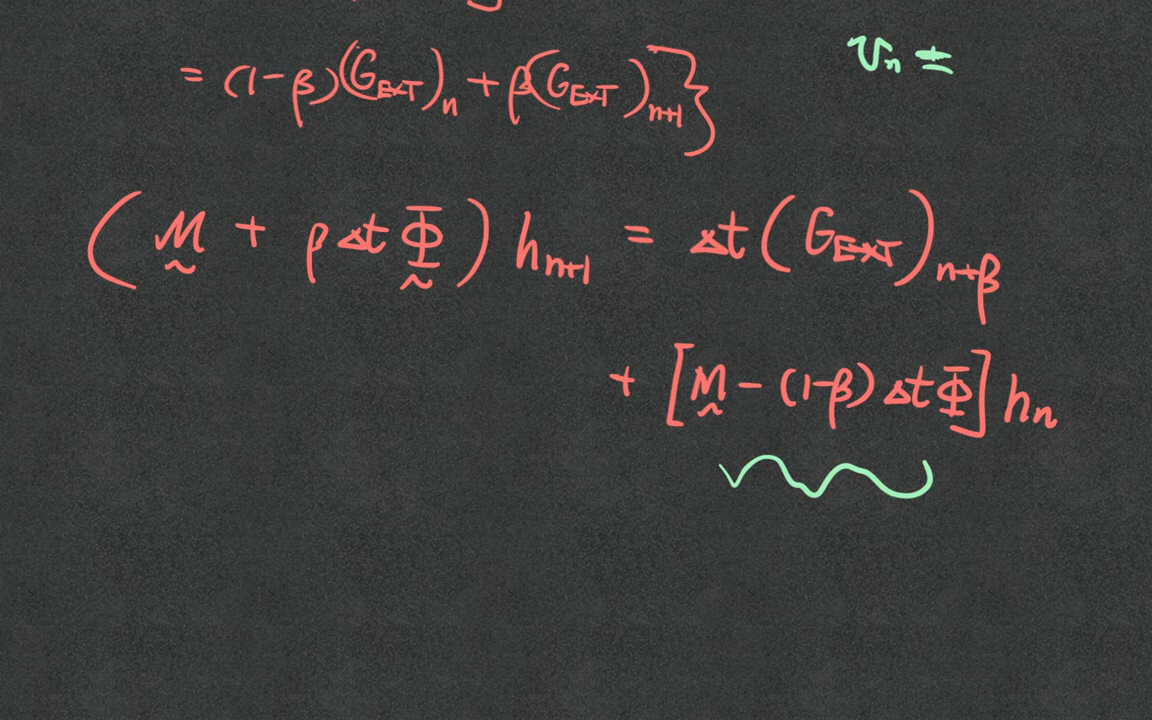 = (1-β)(G_EXT)_n + β(G_EXT)_{n+1}]}
v_n ±
(M̰ + β Δt Φ̰) h_{n+1} = Δt (G_EXT)_{n+β}
+ [M̰ - (1-β) Δt Φ] h_n